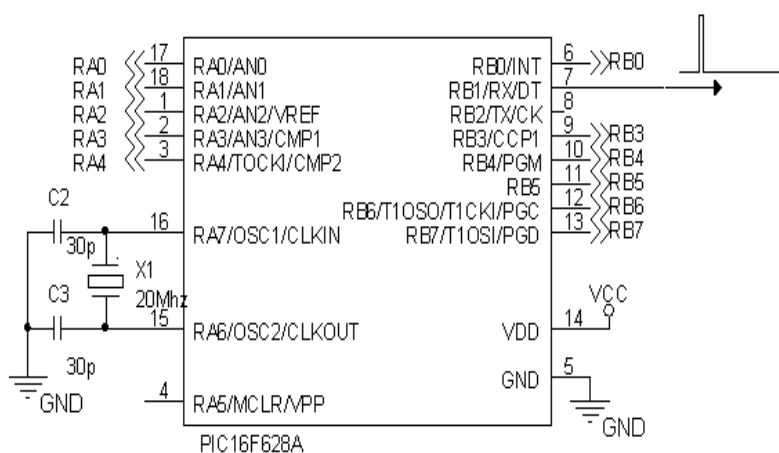 RA0 17 RA0/AN0 RB0/INT 6 RB0
RA1 18 RA1/AN1 RB1/RX/DT 7
RA2 1 RA2/AN2/VREF RB2/TX/CK 8
RA3 2 RA3/AN3/CMP1 RB3/CCP1 9 RB3
RA4 3 RA4/TOCKI/CMP2 RB4/PGM 10 RB4
RB5 11 RB5
RB6/T1OSO/T1CKI/PGC 12 RB6
C2 16 RA7/OSC1/CLKIN RB7/T1OSI/PGD 13 RB7
30p
X1
C3 20Mhz VCC
15 RA6/OSC2/CLKOUT VDD 14
30p
GND 5
GND 4 RA5/MCLR/VPP GND
PIC16F628A